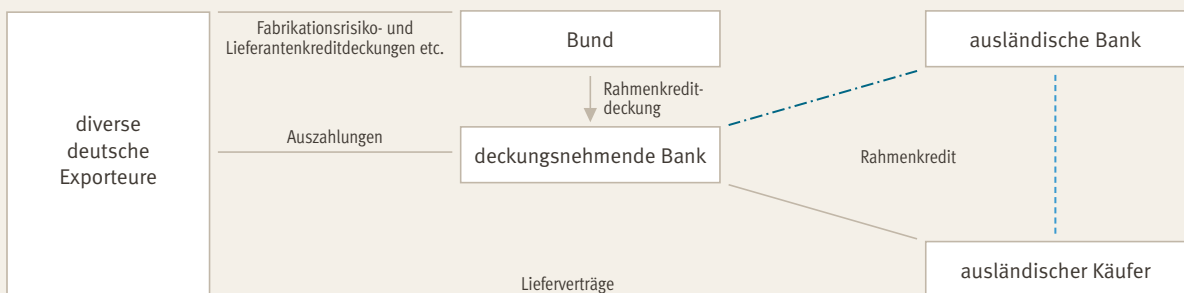 Fabrikationsrisiko- und
Lieferantenkreditdeckungen etc.
Bund
ausländische Bank
Rahmenkredit-
deckung
diverse
deutsche
Exporteure
Auszahlungen
deckungsnehmende Bank
Rahmenkredit
ausländischer Käufer
Lieferverträge